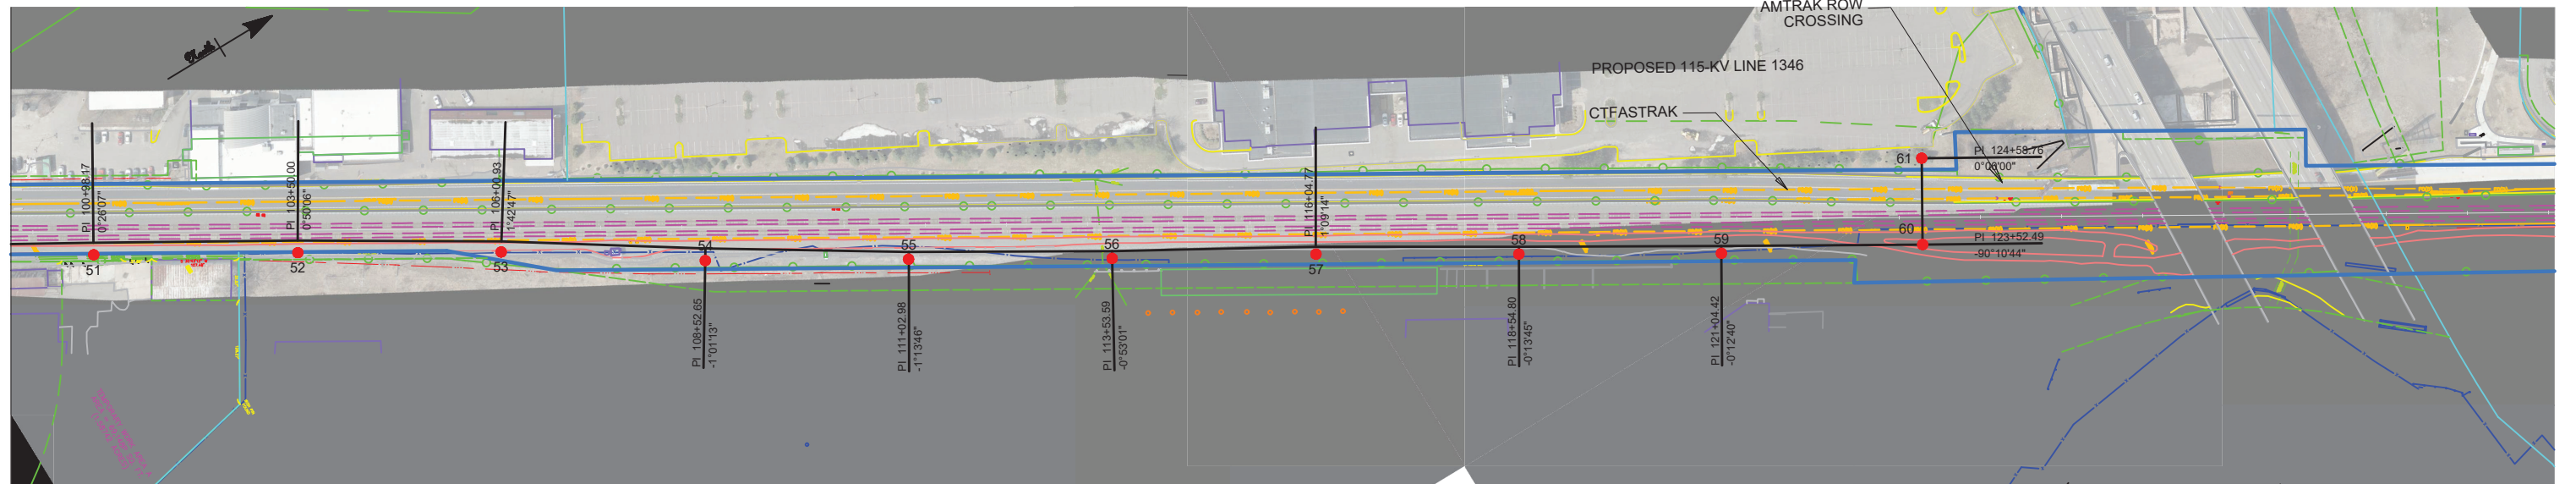 AMTRAK ROW
CROSSING
North
PROPOSED 115-KV LINE 1346
CTFASTRAK
61
PI 124+58.76
0°00'00"
PI 100+98.17
0°26'07"
PI 103+50.00
0°50'06"
PI 106+00.93
1°42'47"
PI 116+04.77
1°09'14"
60
PI 123+52.49
-90°10'44"
51
52
53
54
55
56
57
58
59
PI 108+52.65
-1°01'13"
PI 111+02.98
-1°13'46"
PI 113+53.59
-0°53'01"
PI 118+54.80
-0°13'45"
PI 121+04.42
-0°12'40"